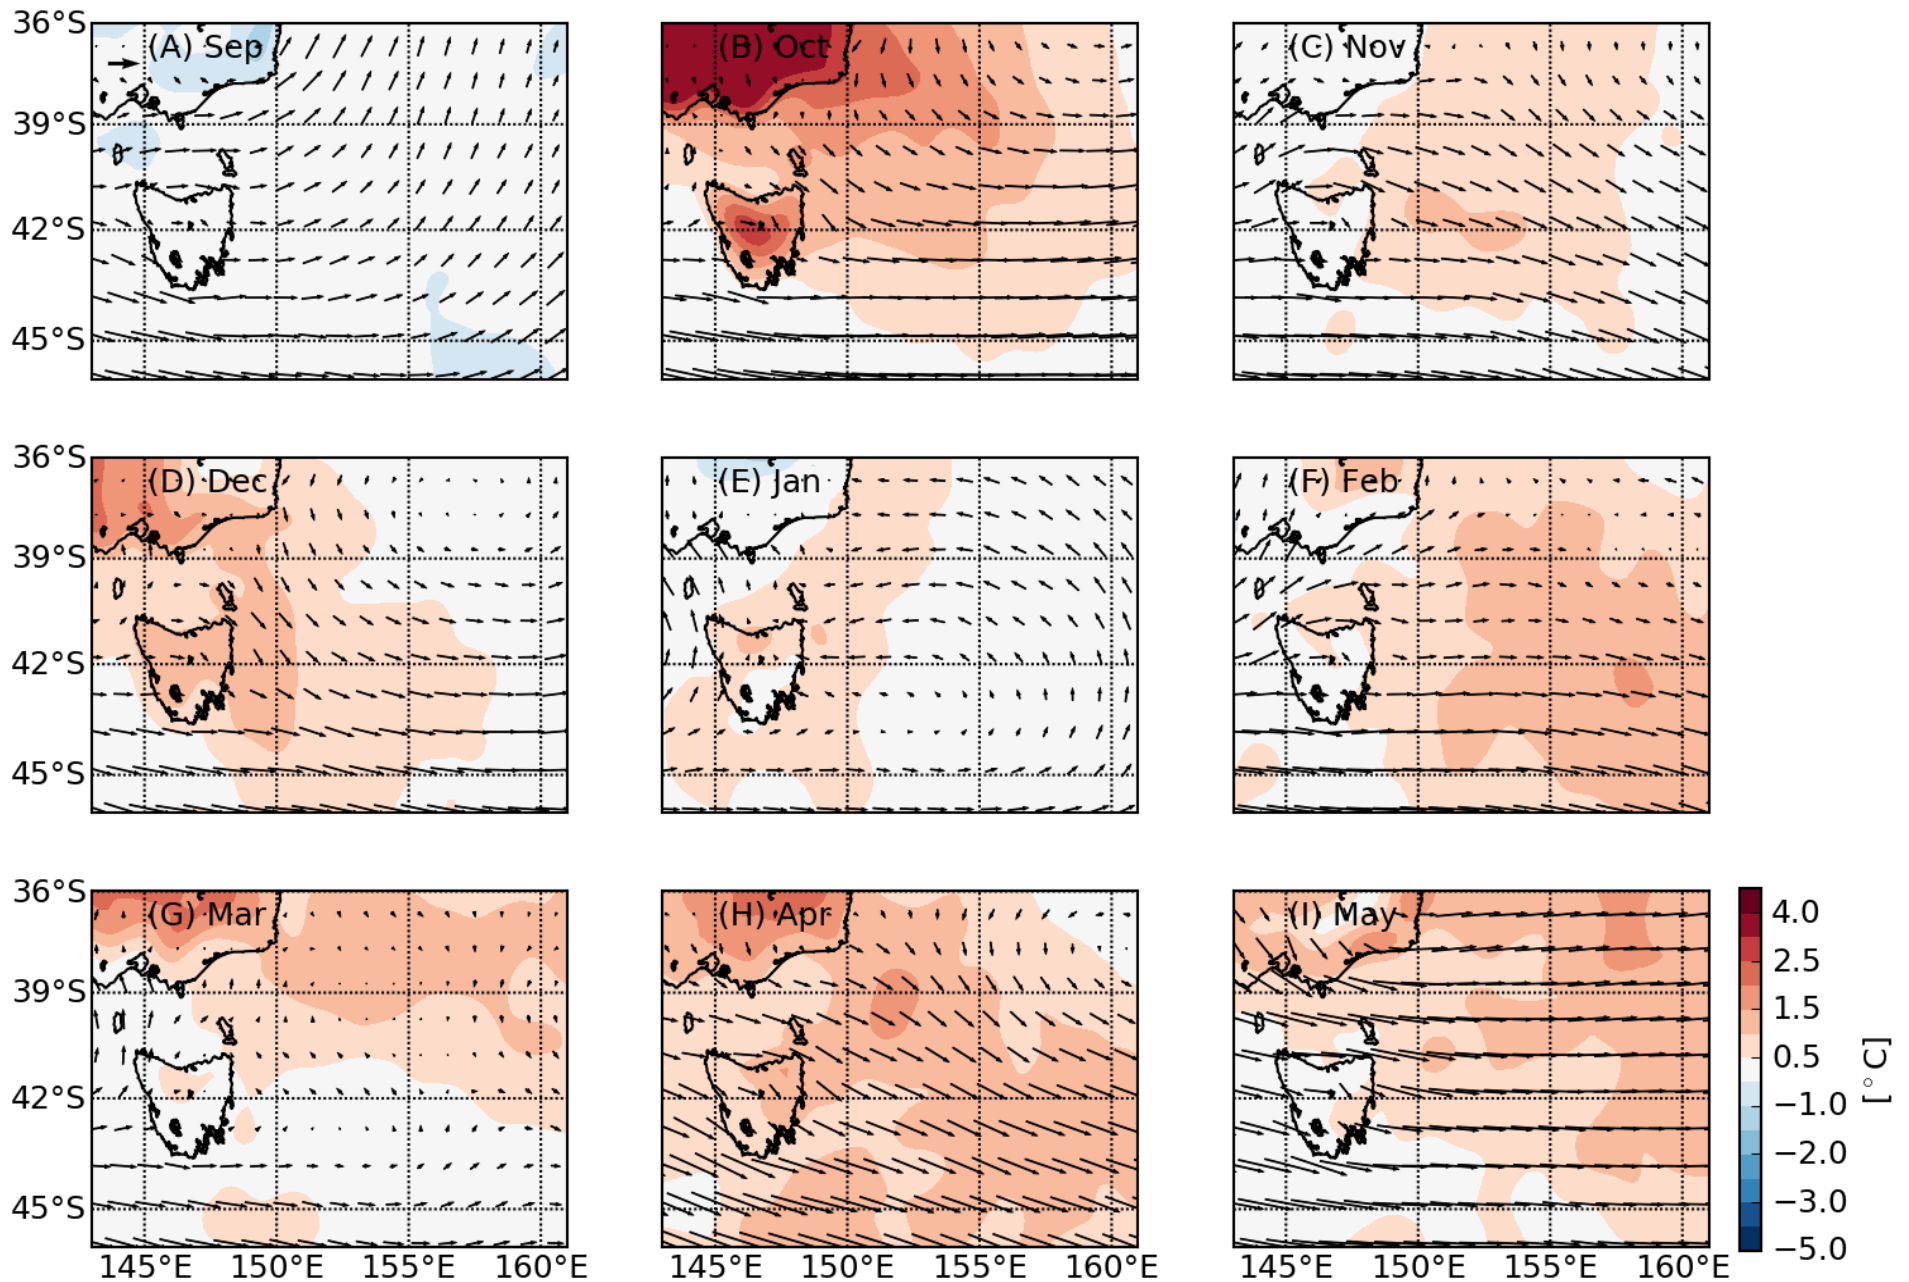 36°S (A) Sep (B) Oct (C) Nov
39°S
42°S
45°S
36°S (D) Dec (E) Jan (F) Feb
39°S
42°S
45°S
36°S (G) Mar (H) Apr (I) May
39°S
42°S
45°S
145°E 150°E 155°E 160°E 145°E 150°E 155°E 160°E 145°E 150°E 155°E 160°E
4.0
2.5
1.5
0.5
−1.0
−2.0
−3.0
−5.0
[°C]